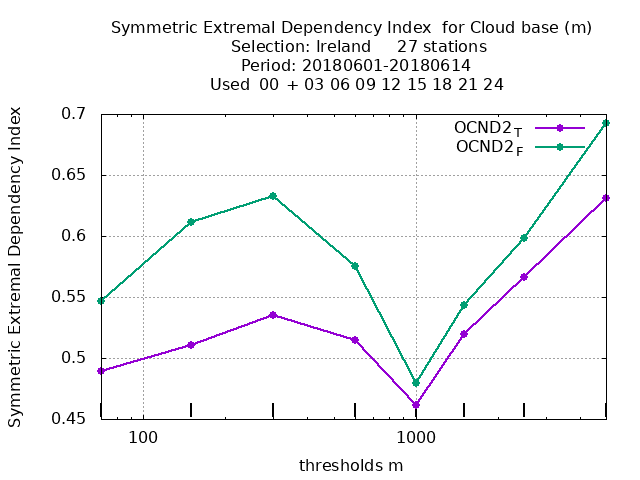 Symmetric Extremal Dependency Index  for Cloud base (m)
Selection: Ireland     27 stations
Period: 20180601-20180614
Used  00 + 03 06 09 12 15 18 21 24
Symmetric Extremal Dependency Index
0.7
0.65
0.6
0.55
0.5
0.45
OCND2T
OCND2F
100
1000
thresholds m